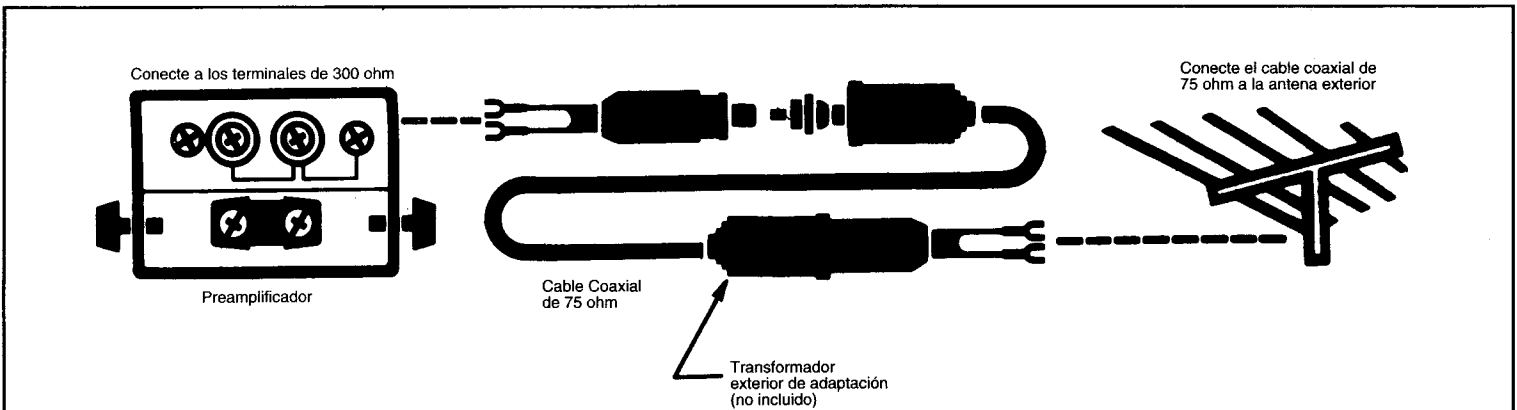 Conecte a los terminales de 300 ohm
Preamplificador
Cable Coaxial
de 75 ohm
Transformador
exterior de adaptación
(no incluido)
Conecte el cable coaxial de
75 ohm a la antena exterior